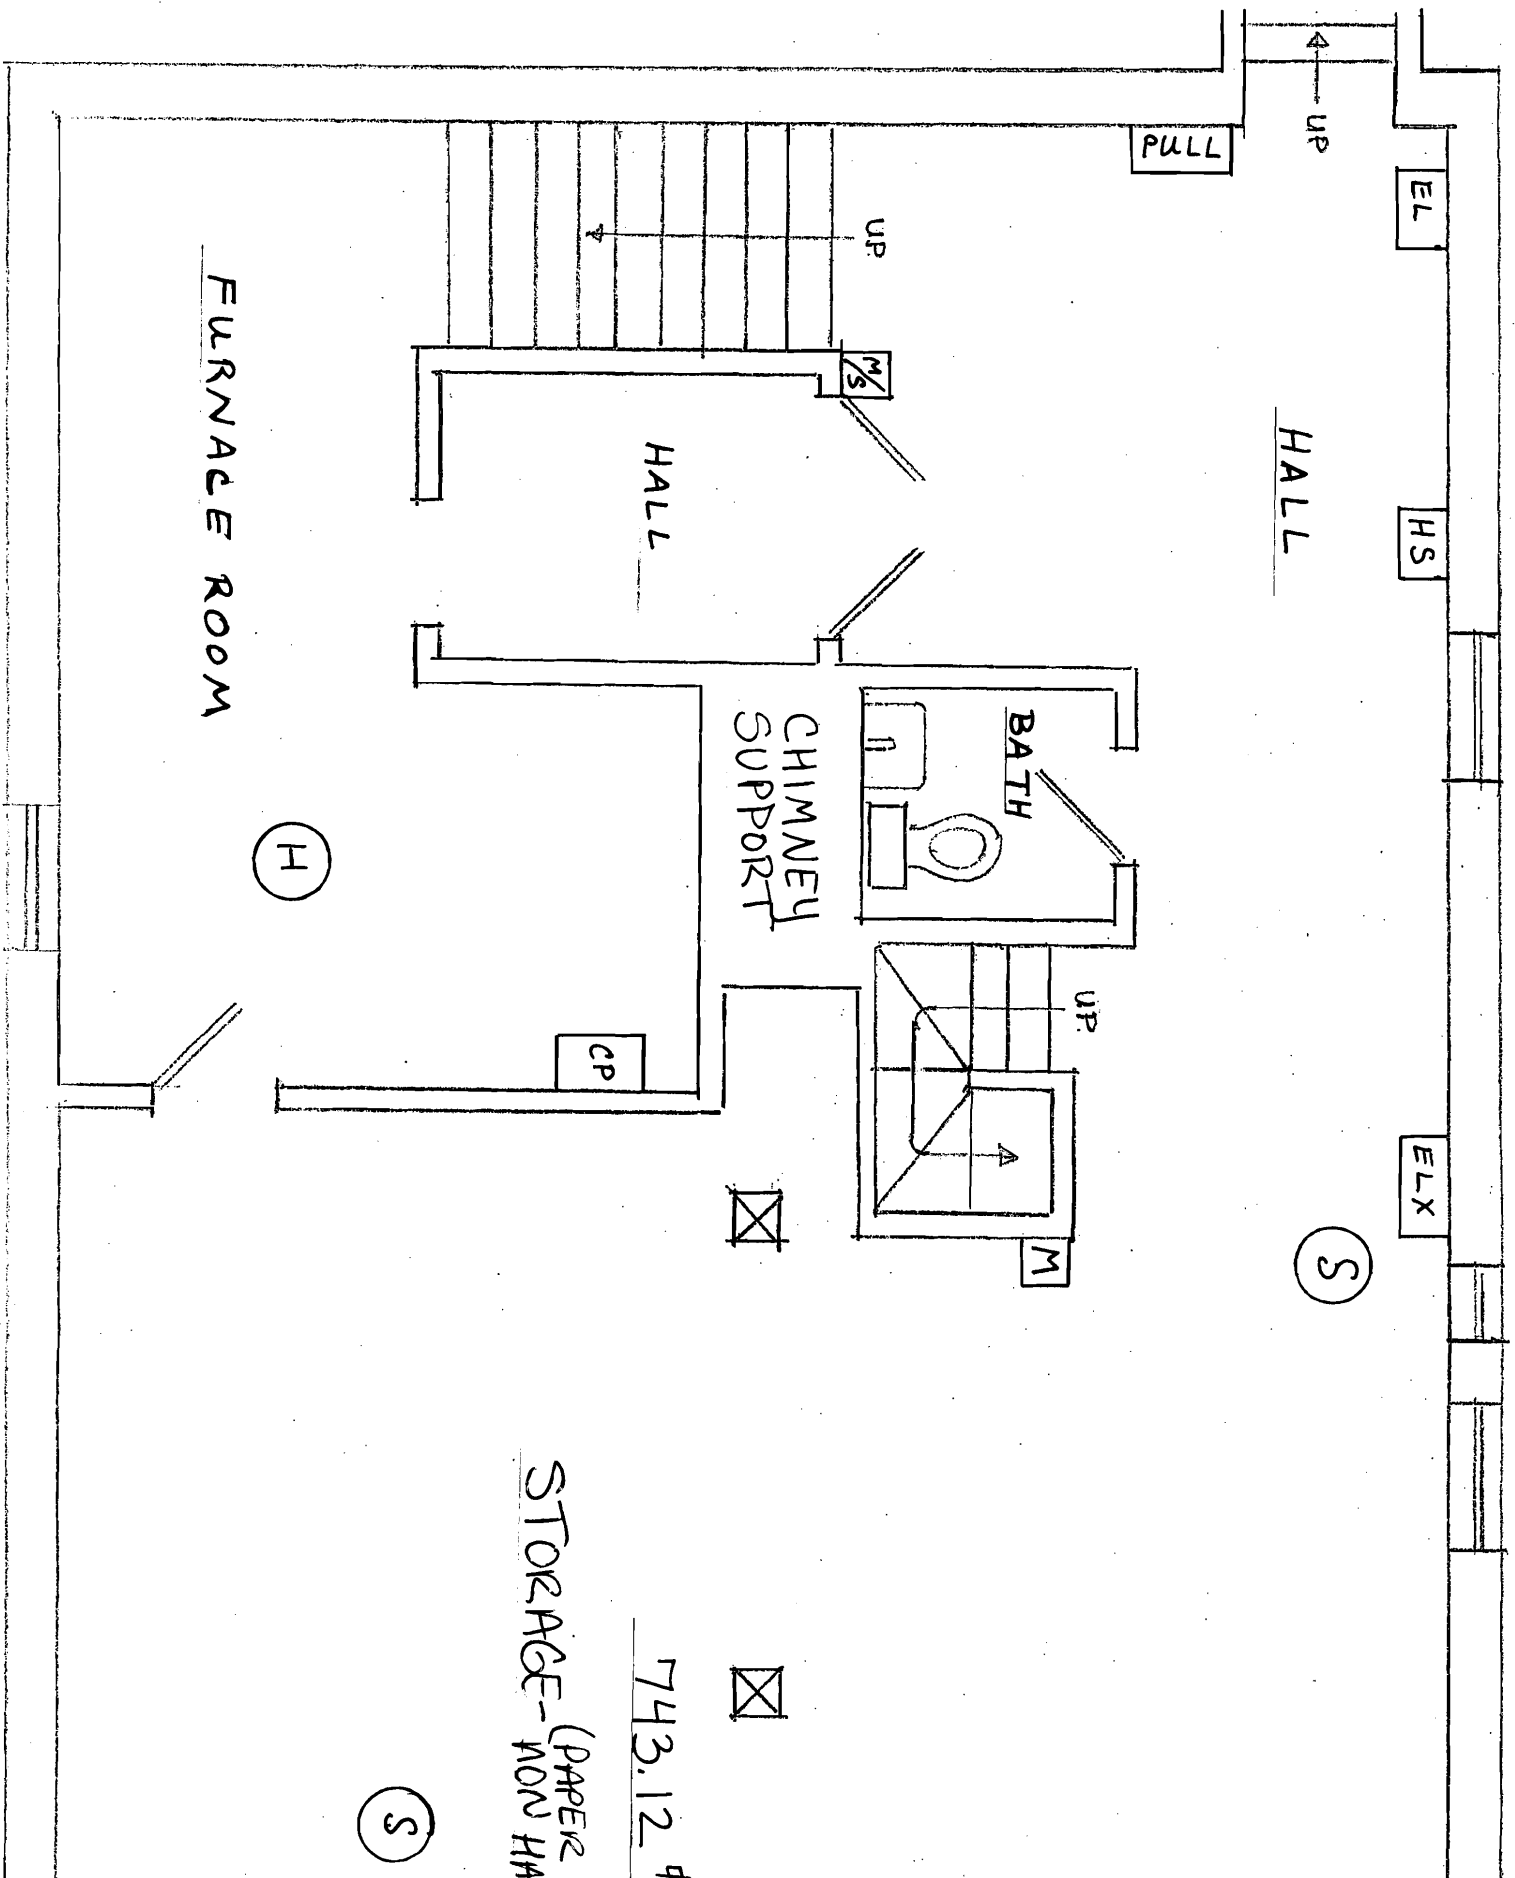 UP
PULL
EL
UP.
HALL
HS
M/S
HALL
FURNACE ROOM
BATH
CHIMNEY
SUPPORT
H
UP.
CP
ELX
M
S
743.12
(PAPER
STORAGE- NON HA
S